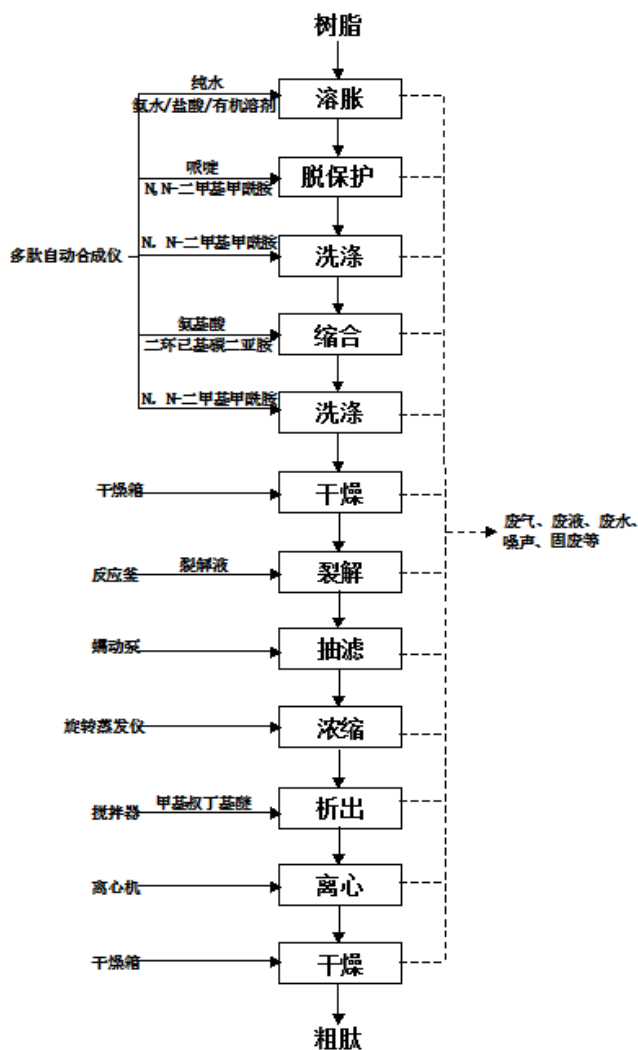 树脂
纯水
氨水/盐酸/有机溶剂
溶胀
哌啶
N,N-二甲基甲酰胺
脱保护
N，N-二甲基甲酰胺
多肽自动合成仪
洗涤
氨基酸
二环己基碳二亚胺
缩合
N，N-二甲基甲酰胺
洗涤
干燥箱
干燥
废气、废液、废水、
噪声、固废等
反应釜
裂解液
裂解
蠕动泵
抽滤
旋转蒸发仪
浓缩
搅拌器
甲基叔丁基醚
析出
离心机
离心
干燥箱
干燥
粗肽